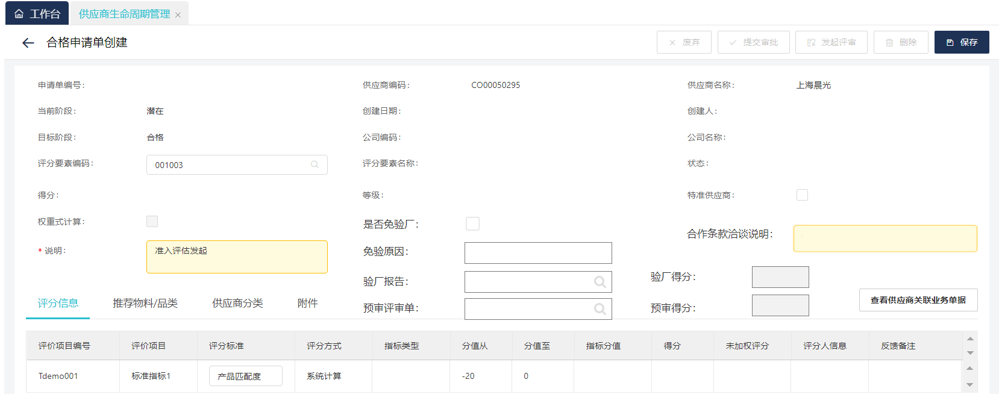 工作台 供应商生命周期管理 ×
合格申请单创建 废弃 提交审批 发起评审 删除 保存
申请单编号: 供应商编码: CO00050295 供应商名称: 上海晨光
当前阶段: 潜在 创建日期: 创建人:
目标阶段: 合格 公司编码: 公司名称:
评分要素编码: 001003 评分要素名称: 状态:
得分: 等级: 特准供应商:
权重式计算: 是否免验厂: 合作条款洽谈说明:
* 说明: 准入评估发起 免验原因:
验厂报告: 验厂得分:
评分信息 推荐物料/品类 供应商分类 附件 预审评审单: 预审得分: 查看供应商关联业务单据
评价项目编号 评价项目 评分标准 评分方式 指标类型 分值从 分值至 指标分值 得分 未加权评分 评分人信息 反馈备注
Tdemo001 标准指标1 产品匹配度 系统计算 -20 0